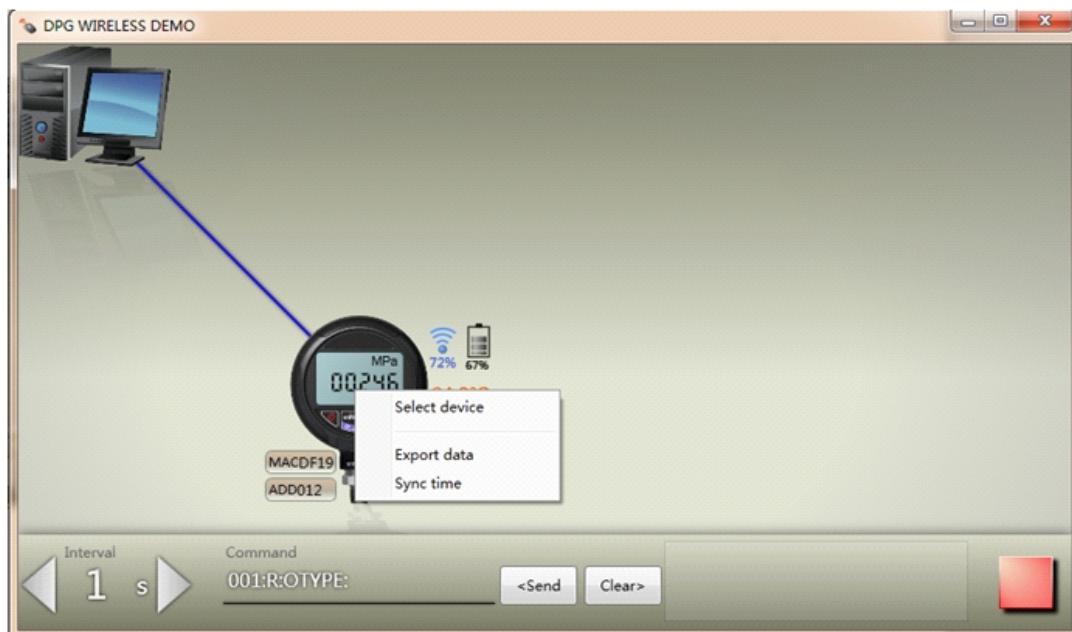 DPG WIRELESS DEMO
MPa
00246
72%
67%
Select device
Export data
Sync time
MACDF19
ADD012
Interval
1 s
Command
001:R:OTYPE:
<Send
Clear>